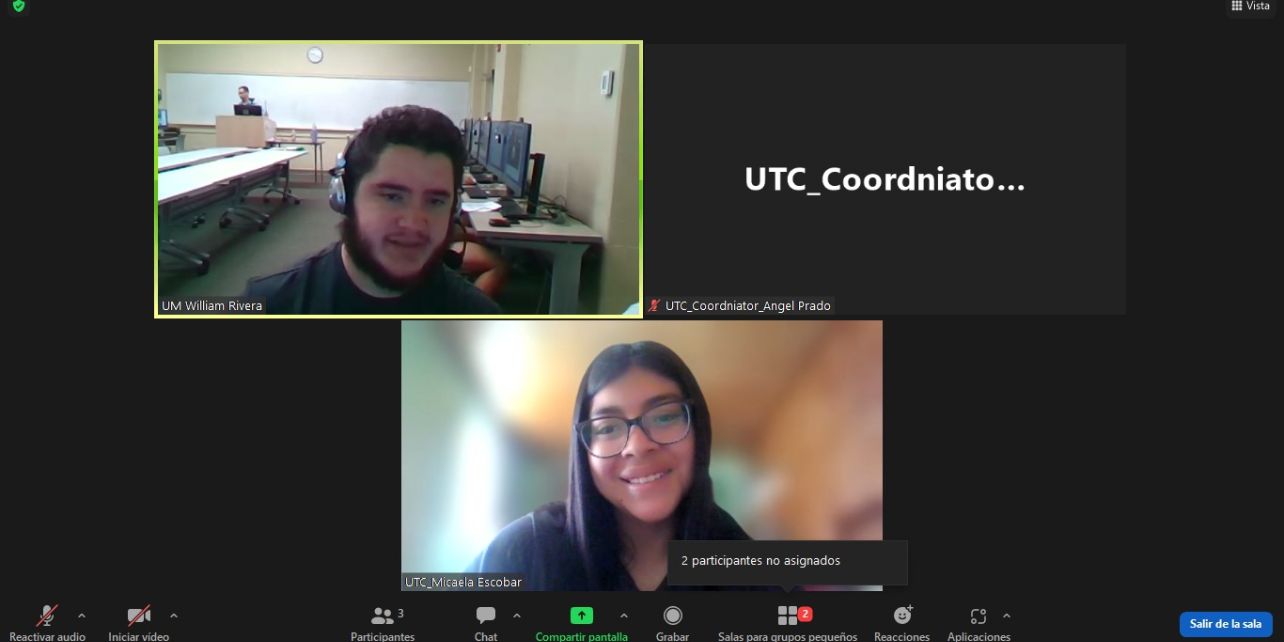 Vista
UTC_Coordniato...
UM William Rivera
UTC_Coordniator_Angel Prado
2 participantes no asignados
UTC_Micaela Escobar
3
2
Reactivar audio
Iniciar video
Participantes
Chat
Compartir pantalla
Grabar
Salas para grupos pequeños
Reacciones
Aplicaciones
Salir de la sala